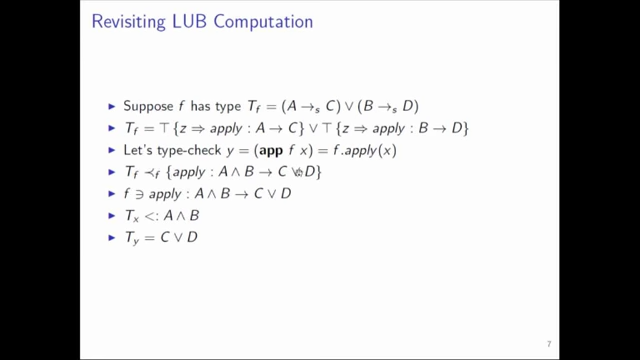 Revisiting LUB Computation
▶ Suppose f has type T_f = (A →_s C) ∨ (B →_s D)
▶ T_f = ⊤ {z ⇒ apply : A → C} ∨ ⊤ {z ⇒ apply : B → D}
▶ Let's type-check y = (app f x) = f.apply(x)
▶ T_f ≺_f {apply : A ∧ B → C ∨ D}
▶ f ∋ apply : A ∧ B → C ∨ D
▶ T_x <: A ∧ B
▶ T_y = C ∨ D
7